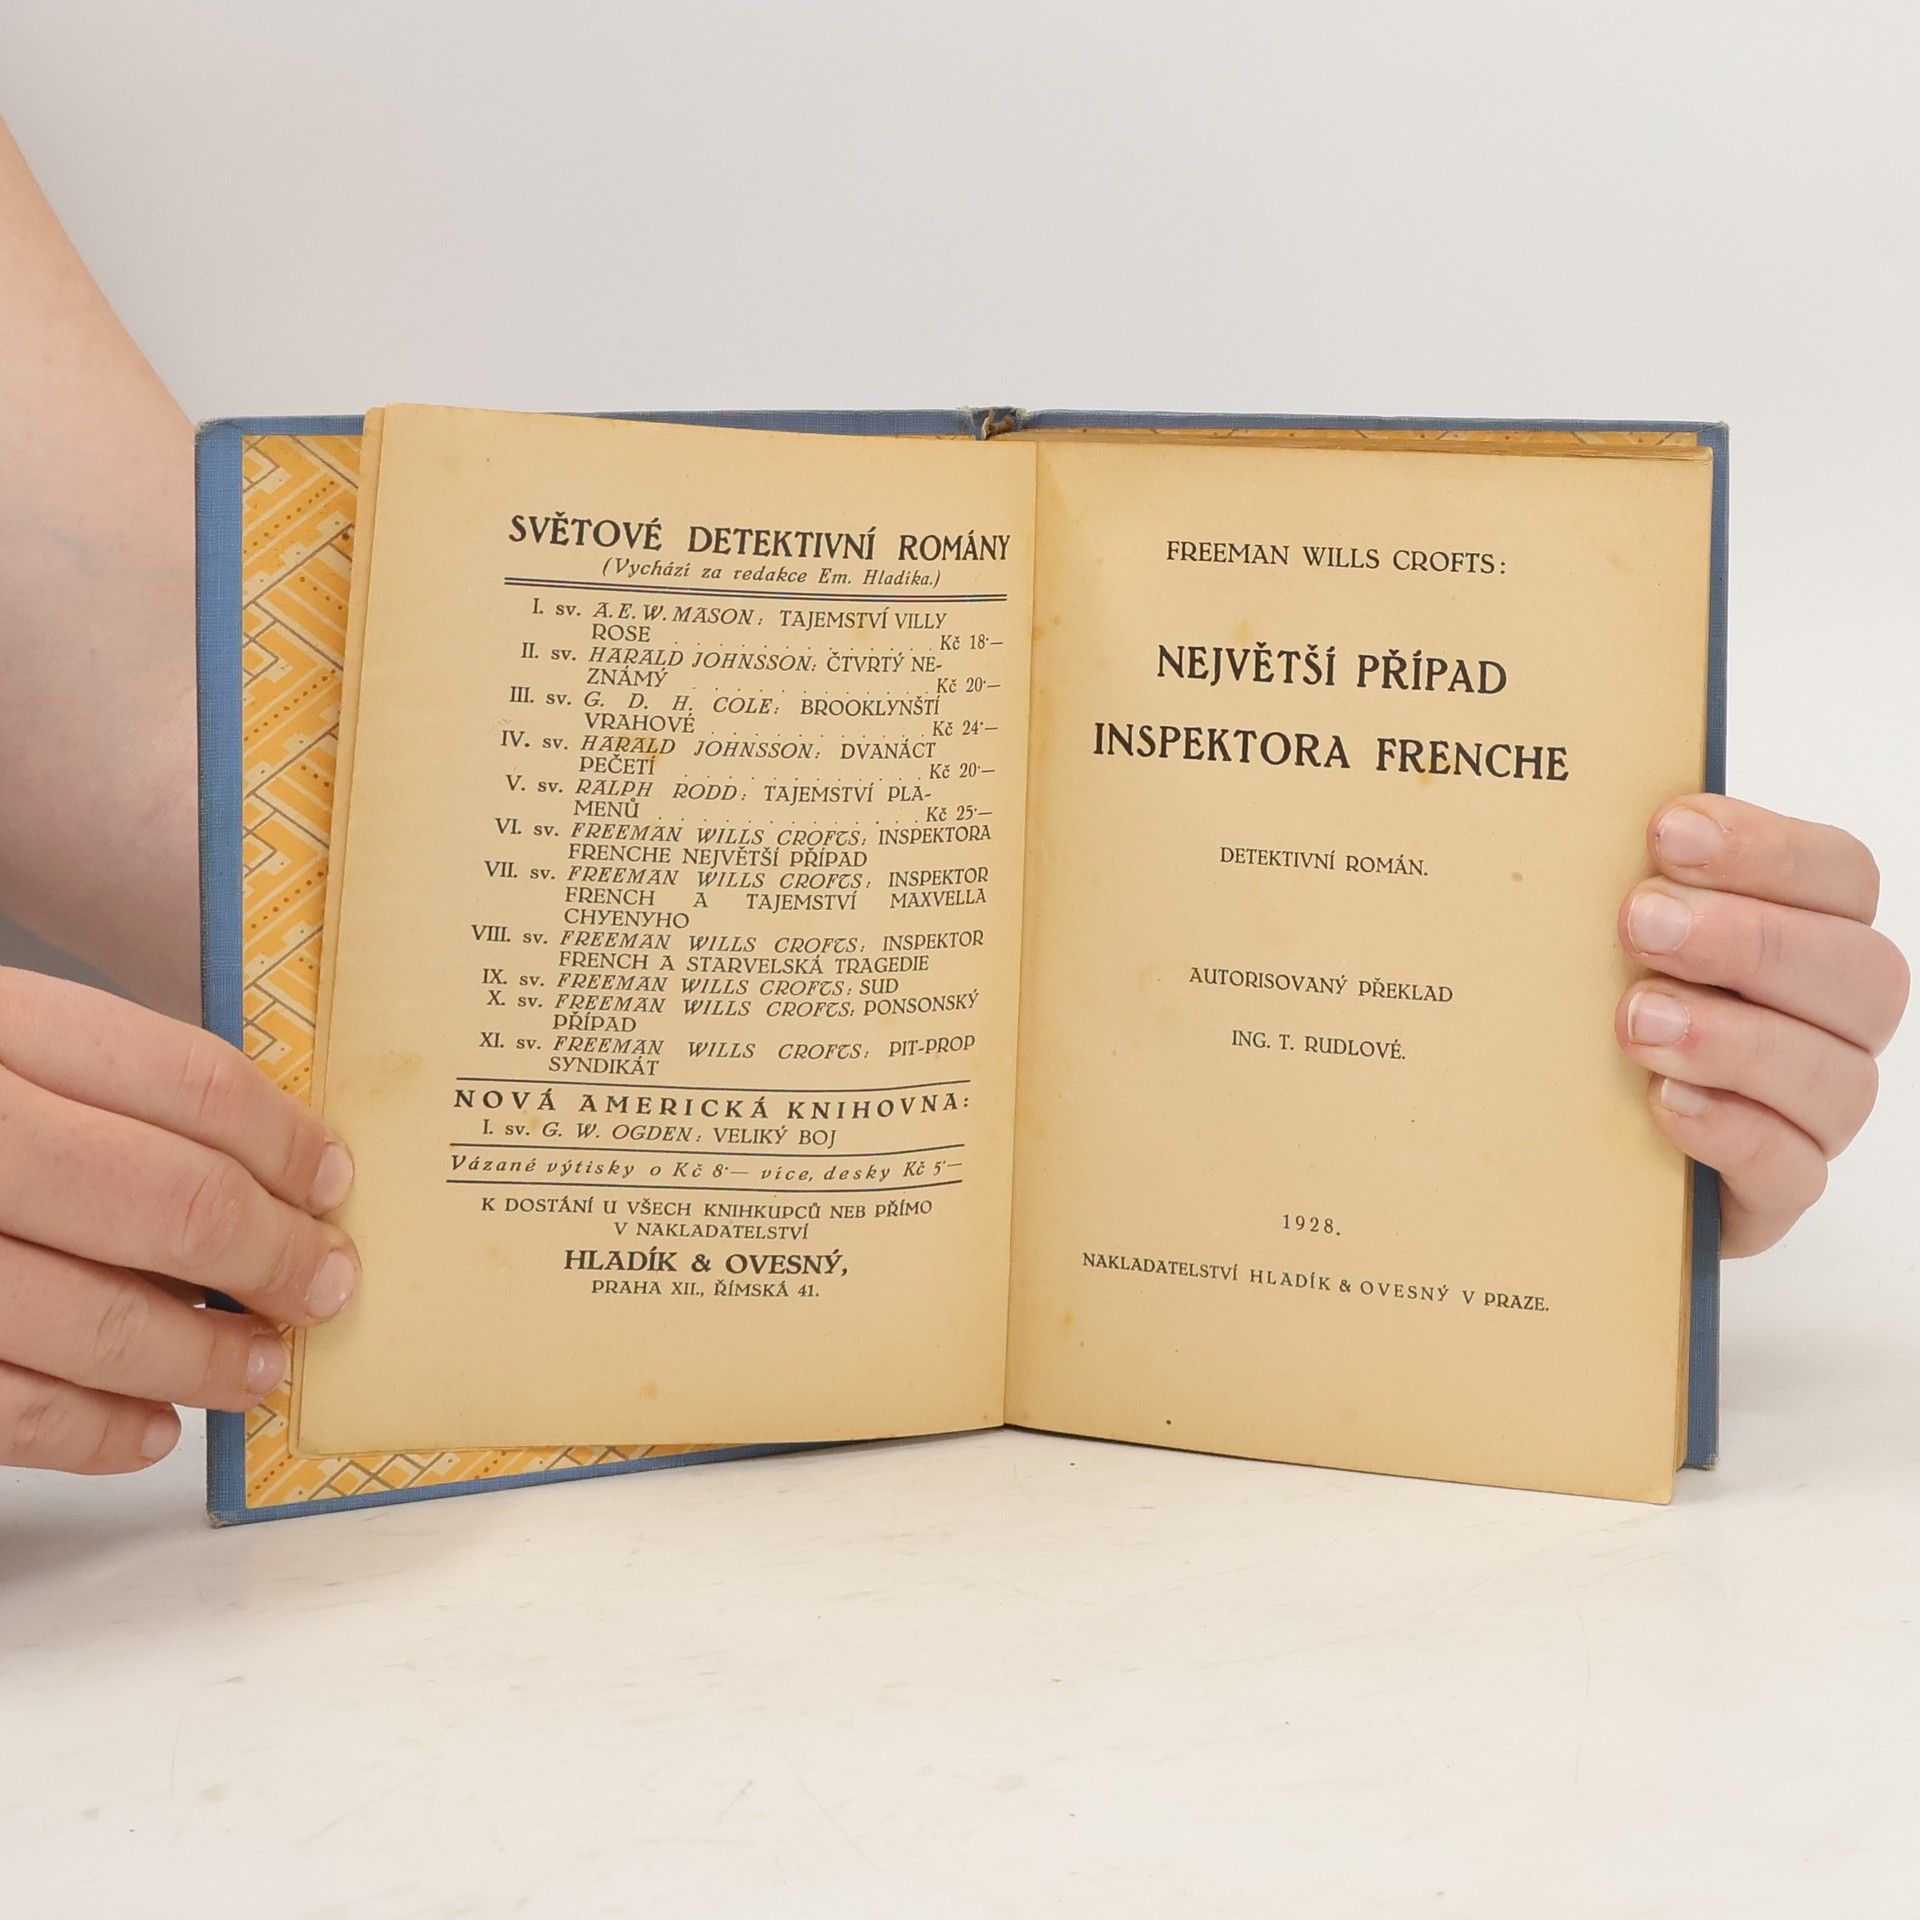 SVĚTOVÉ DETEKTIVNÍ ROMÁNY
(Vychází za redakce Em. Hladíka.)
I. sv. A. E. W. MASON: TAJEMSTVÍ VILLY
ROSE . . . . . . . . . . . . Kč 18·—
II. sv. HARALD JOHNSSON: ČTVRTÝ NE-
ZNÁMÝ . . . . . . . . . . . Kč 20·—
III. sv. G. D. H. COLE: BROOKLYNŠTÍ
VRAHOVÉ . . . . . . . . . . Kč 24·—
IV. sv. HARALD JOHNSSON: DVANÁCT
PEČETÍ . . . . . . . . . . . Kč 20·—
V. sv. RALPH RODD: TAJEMSTVÍ PLA-
MENŮ . . . . . . . . . . . . Kč 25·—
VI. sv. FREEMAN WILLS CROFTS: INSPEKTORA
FRENCHE NEJVĚTŠÍ PŘÍPAD
VII. sv. FREEMAN WILLS CROFTS: INSPEKTOR
FRENCH A TAJEMSTVÍ MAXVELLA
CHYENYHO
VIII. sv. FREEMAN WILLS CROFTS: INSPEKTOR
FRENCH A STARVELSKÁ TRAGEDIE
IX. sv. FREEMAN WILLS CROFTS: SUD
X. sv. FREEMAN WILLS CROFTS: PONSONSKÝ
PŘÍPAD
XI. sv. FREEMAN WILLS CROFTS: PIT-PROP
SYNDIKÁT
NOVÁ AMERICKÁ KNIHOVNA:
I. sv. G. W. OGDEN: VELIKÝ BOJ
Vázané výtisky o Kč 8·— více, desky Kč 5·—
K DOSTÁNÍ U VŠECH KNIHKUPCŮ NEB PŘÍMO
V NAKLADATELSTVÍ
HLADÍK & OVESNÝ,
PRAHA XII., ŘÍMSKÁ 41.
FREEMAN WILLS CROFTS:
NEJVĚTŠÍ PŘÍPAD
INSPEKTORA FRENCHE
DETEKTIVNÍ ROMÁN.
AUTORISOVANÝ PŘEKLAD
ING. T. RUDLOVÉ.
1928.
NAKLADATELSTVÍ HLADÍK & OVESNÝ V PRAZE.